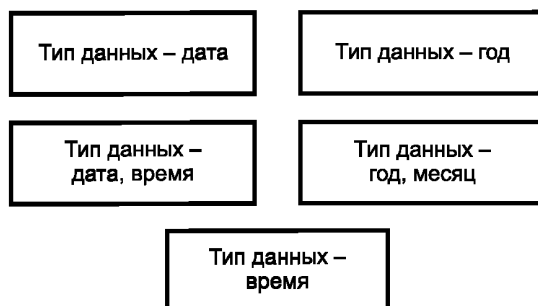 Тип данных – дата
Тип данных – год
Тип данных –
дата, время
Тип данных –
год, месяц
Тип данных –
время